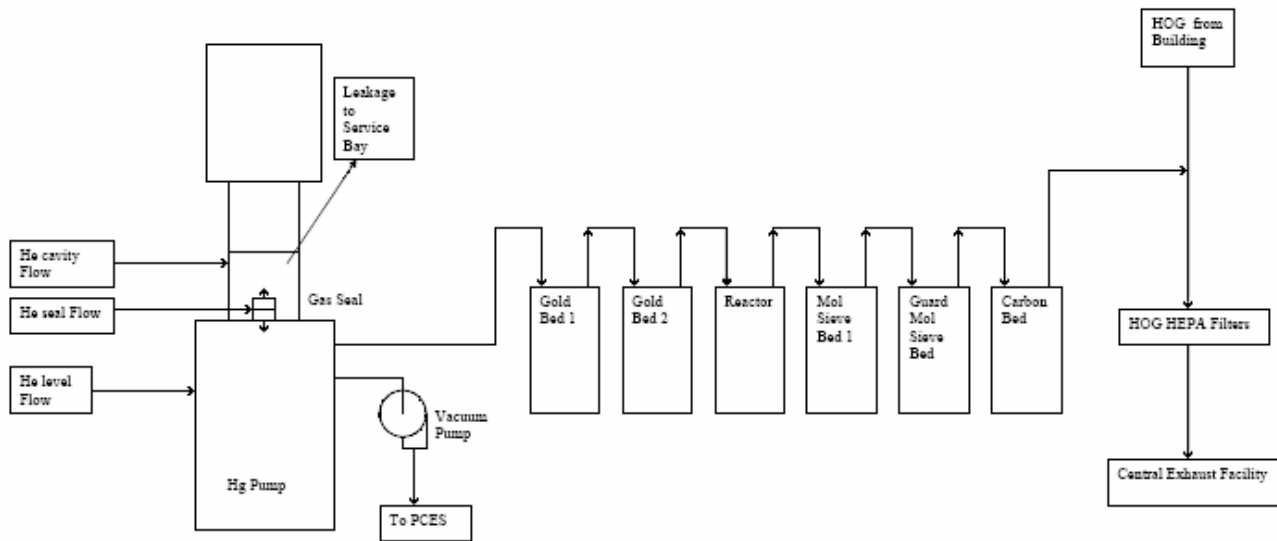 HOG from
Building
Leakage
to
Service
Bay
He cavity
Flow
Gas Seal
He seal Flow
He level
Flow
Hg Pump
Vacuum
Pump
To PCES
Gold
Bed 1
Gold
Bed 2
Reactor
Mol
Sieve
Bed 1
Guard
Mol
Sieve
Bed
Carbon
Bed
HOG HEPA Filters
Central Exhaust Facility